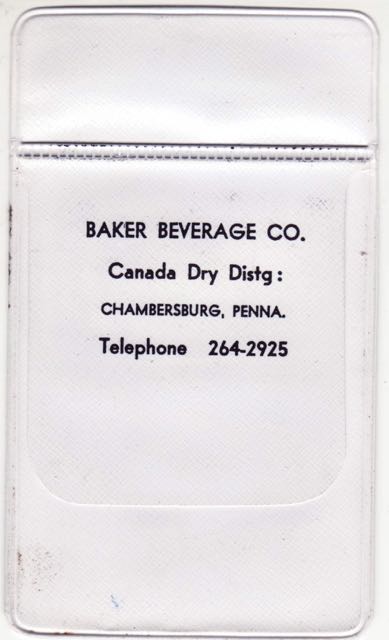 BAKER BEVERAGE CO.
Canada Dry Distg:
CHAMBERSBURG, PENNA.
Telephone 264-2925